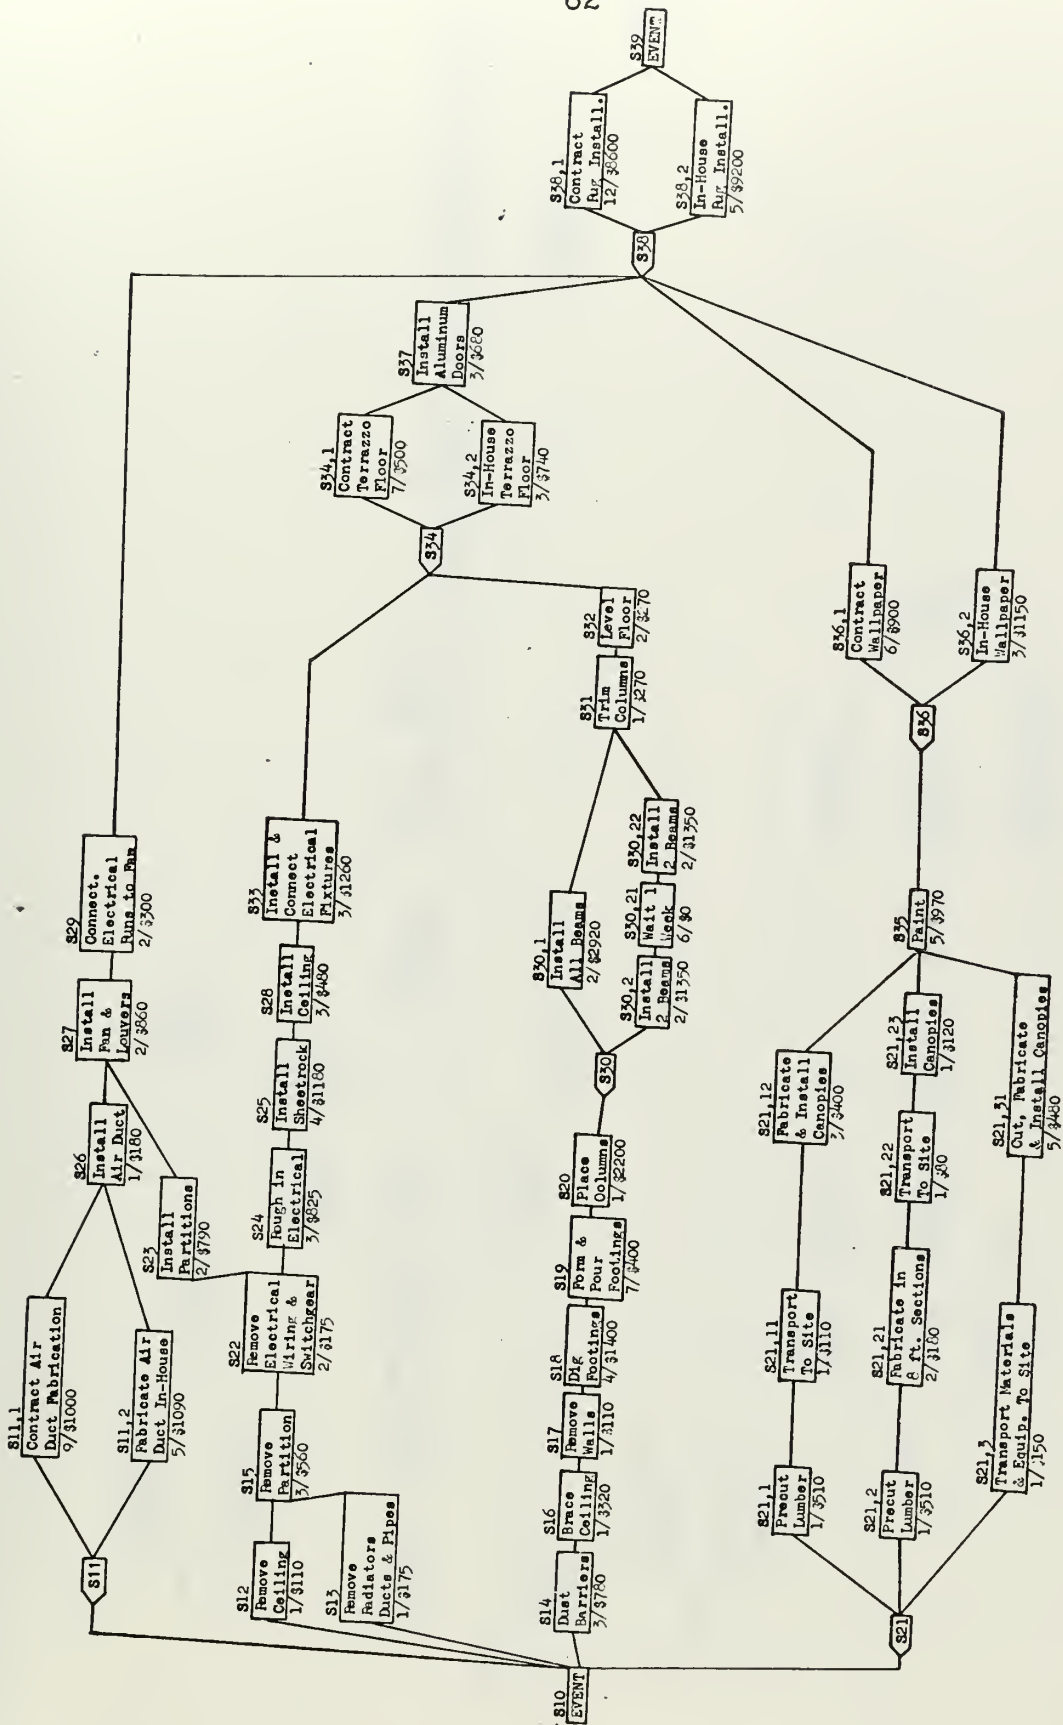 62
S39
EVENT
S38,1
Contract
Rug Install.
12/$8600
S38,2
In-House
Rug Install.
5/$9200
S38
S37
Install
Aluminum
Doors
3/$680
S34,1
Contract
Terrazzo
Floor
7/$500
S34,2
In-House
Terrazzo
Floor
3/$740
S34
S32
Level
Floor
2/$270
S31
Trim
Columns
1/$270
S36,1
Contract
Wallpaper
6/$900
S36,2
In-House
Wallpaper
3/$1150
S36
S29
Connect.
Electrical
Runs to Fan
2/$300
S27
Install
Fan &
Louvers
2/$860
S26
Install
Air Duct
1/$180
S23
Install
Partitions
2/$790
S11,1
Contract Air
Duct Fabrication
9/$1000
S11,2
Fabricate Air
Duct In-House
5/$1090
S11
S33
Install &
Connect
Electrical
Fixtures
3/$1260
S28
Install
Ceiling
3/$480
S25
Install
Sheetrock
4/$1180
S24
Rough in
Electrical
3/$825
S22
Remove
Electrical
Wiring &
Switchgear
2/$175
S15
Remove
Partition
3/$560
S12
Remove
Ceiling
1/$110
S13
Remove
Radiators
Ducts & Pipes
1/$175
S30,1
Install
All Beams
2/$2920
S30,2
Install
2 Beams
2/$1350
S30,21
Wait 1
Week
6/$0
S30,22
Install
2 Beams
2/$1350
S30
S20
Place
Columns
1/$2200
S19
Form &
Pour
Footings
7/$400
S18
Dig
Footings
4/$1400
S17
Remove
Walls
1/$110
S16
Brace
Ceiling
1/$320
S14
Dust
Barriers
3/$780
S10
EVENT
S35
Paint
5/$970
S21,12
Fabricate
& Install
Canopies
3/$400
S21,11
Transport
To Site
1/$110
S21,1
Precut
Lumber
1/$510
S21,23
Install
Canopies
1/$120
S21,22
Transport
To Site
1/$80
S21,21
Fabricate in
8 ft. Sections
2/$180
S21,2
Precut
Lumber
1/$510
S21,31
Cut, Fabricate
& Install Canopies
5/$480
S21,3
Transport Materials
& Equip. To Site
1/$150
S21